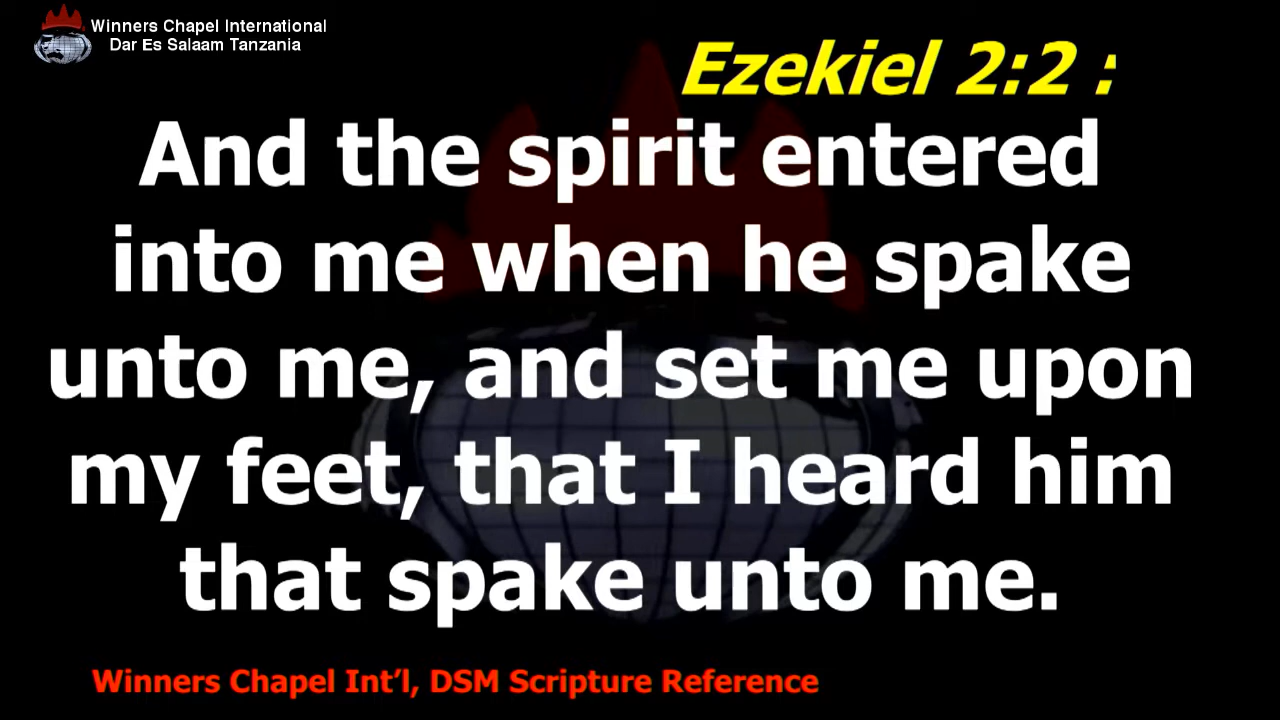 Winners Chapel International
Dar Es Salaam Tanzania
Ezekiel 2:2 :
And the spirit entered
into me when he spake
unto me, and set me upon
my feet, that I heard him
that spake unto me.
Winners Chapel Int’l, DSM Scripture Reference